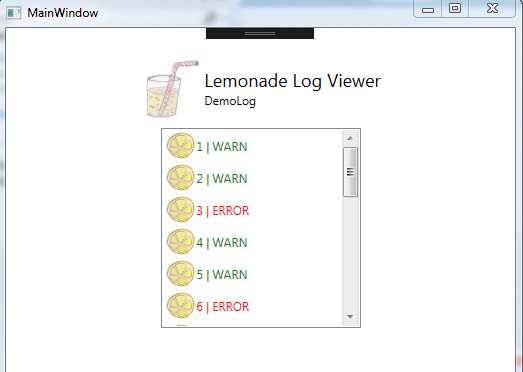 MainWindow
Lemonade Log Viewer
DemoLog
1 | WARN
2 | WARN
3 | ERROR
4 | WARN
5 | WARN
6 | ERROR